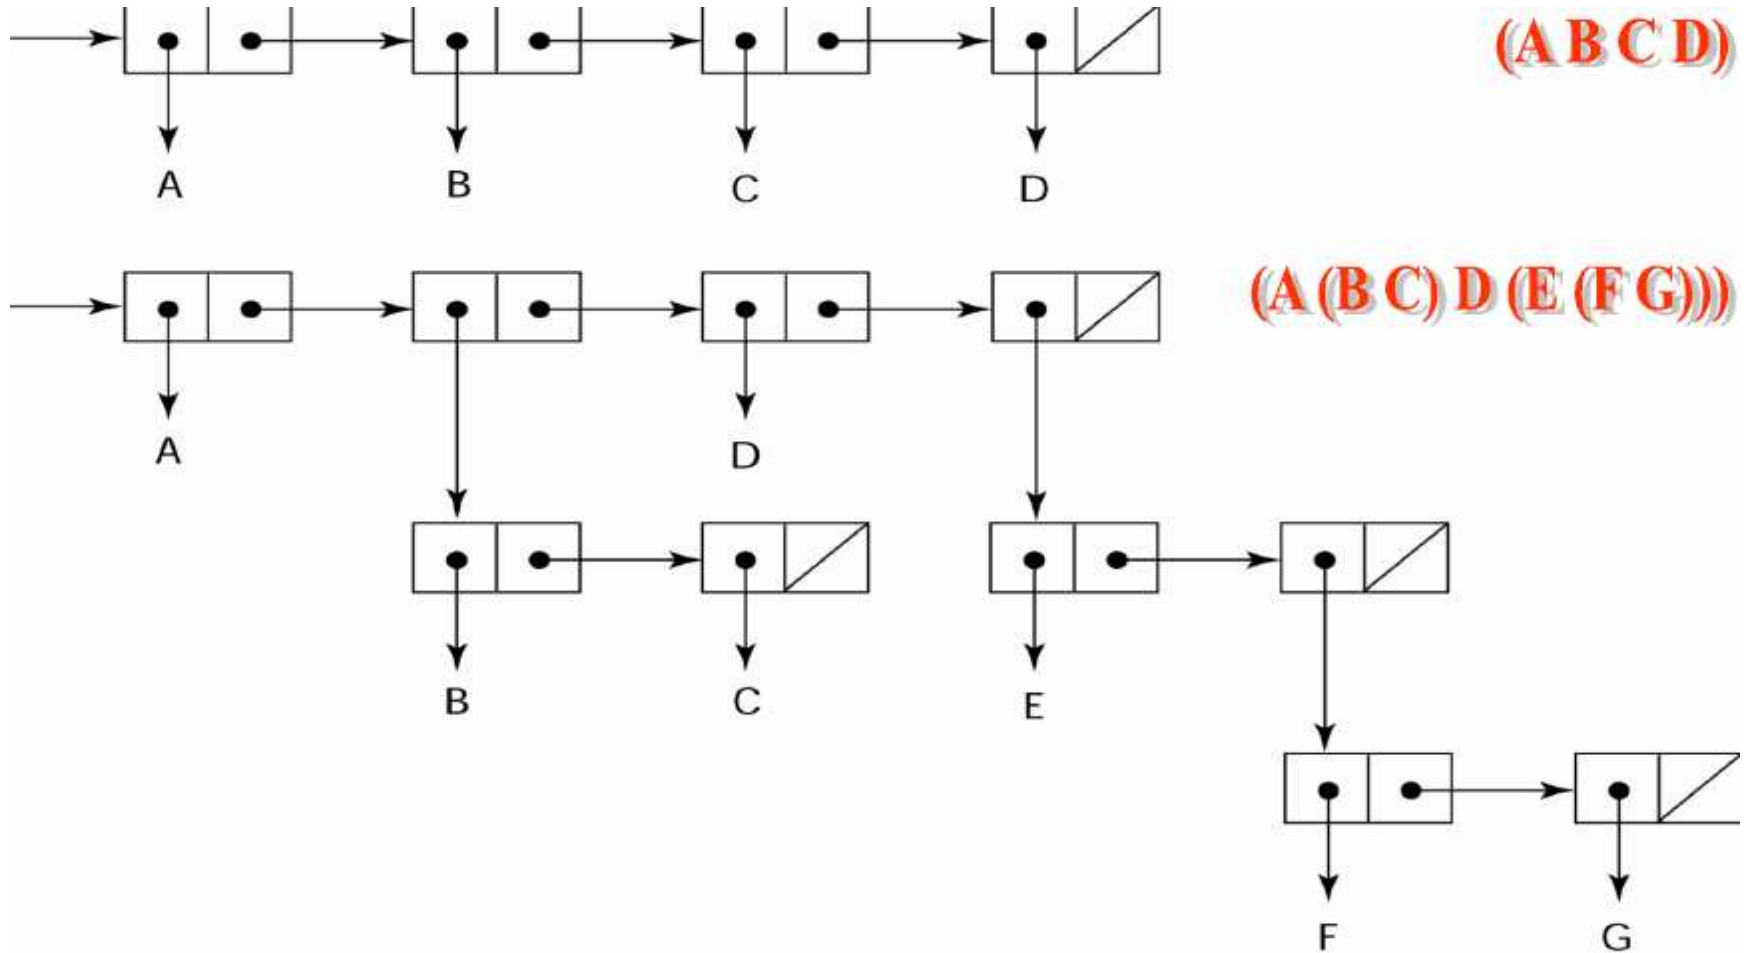 (A B C D)
A B C D
(A (B C) D (E (F G)))
A D
B C E
F G